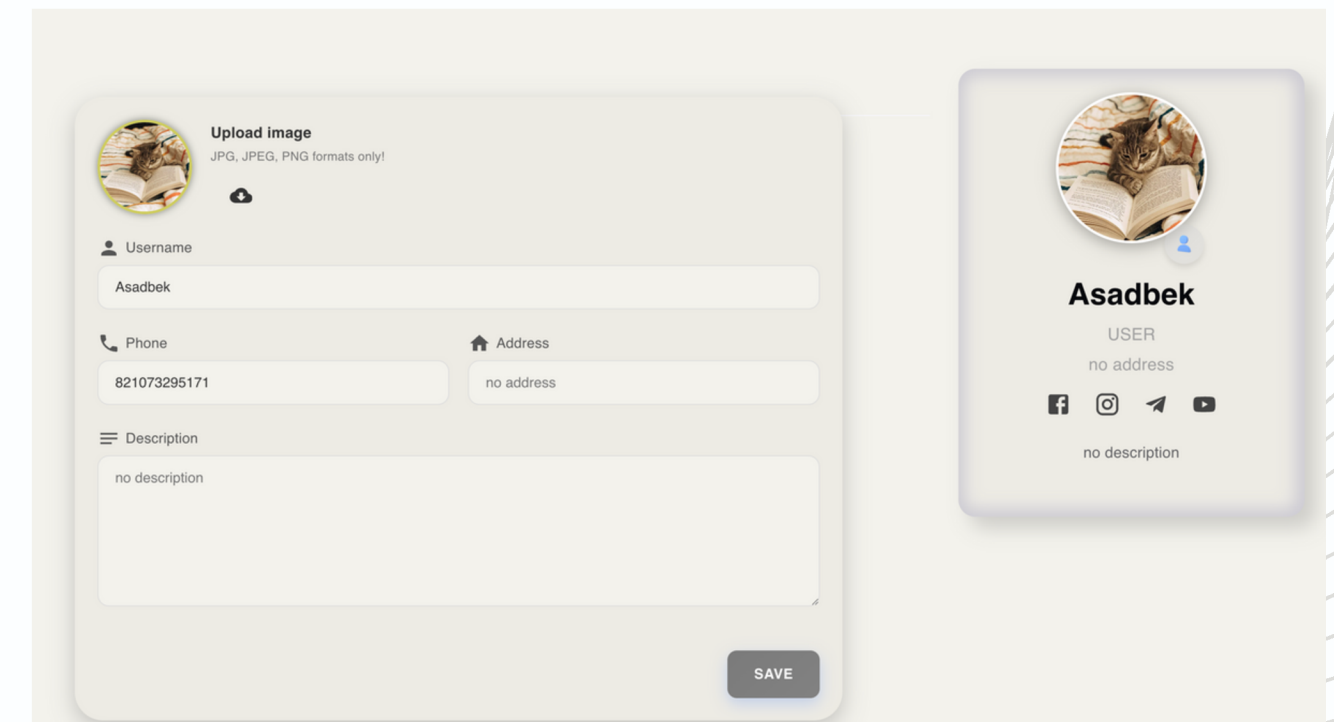 Upload image
JPG, JPEG, PNG formats only!
Username
Asadbek
Phone
Address
821073295171
no address
Description
no description
SAVE
Asadbek
USER
no address
no description